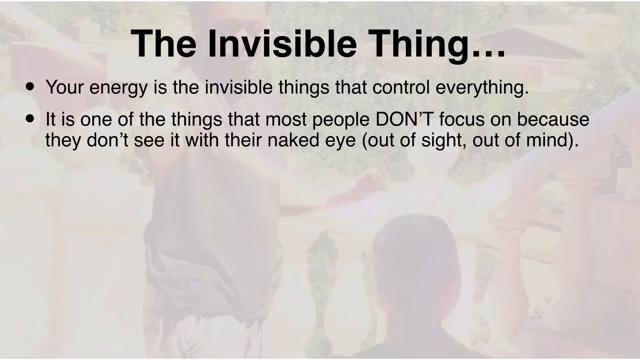 The Invisible Thing…
• Your energy is the invisible things that control everything.
• It is one of the things that most people DON’T focus on because
they don’t see it with their naked eye (out of sight, out of mind).